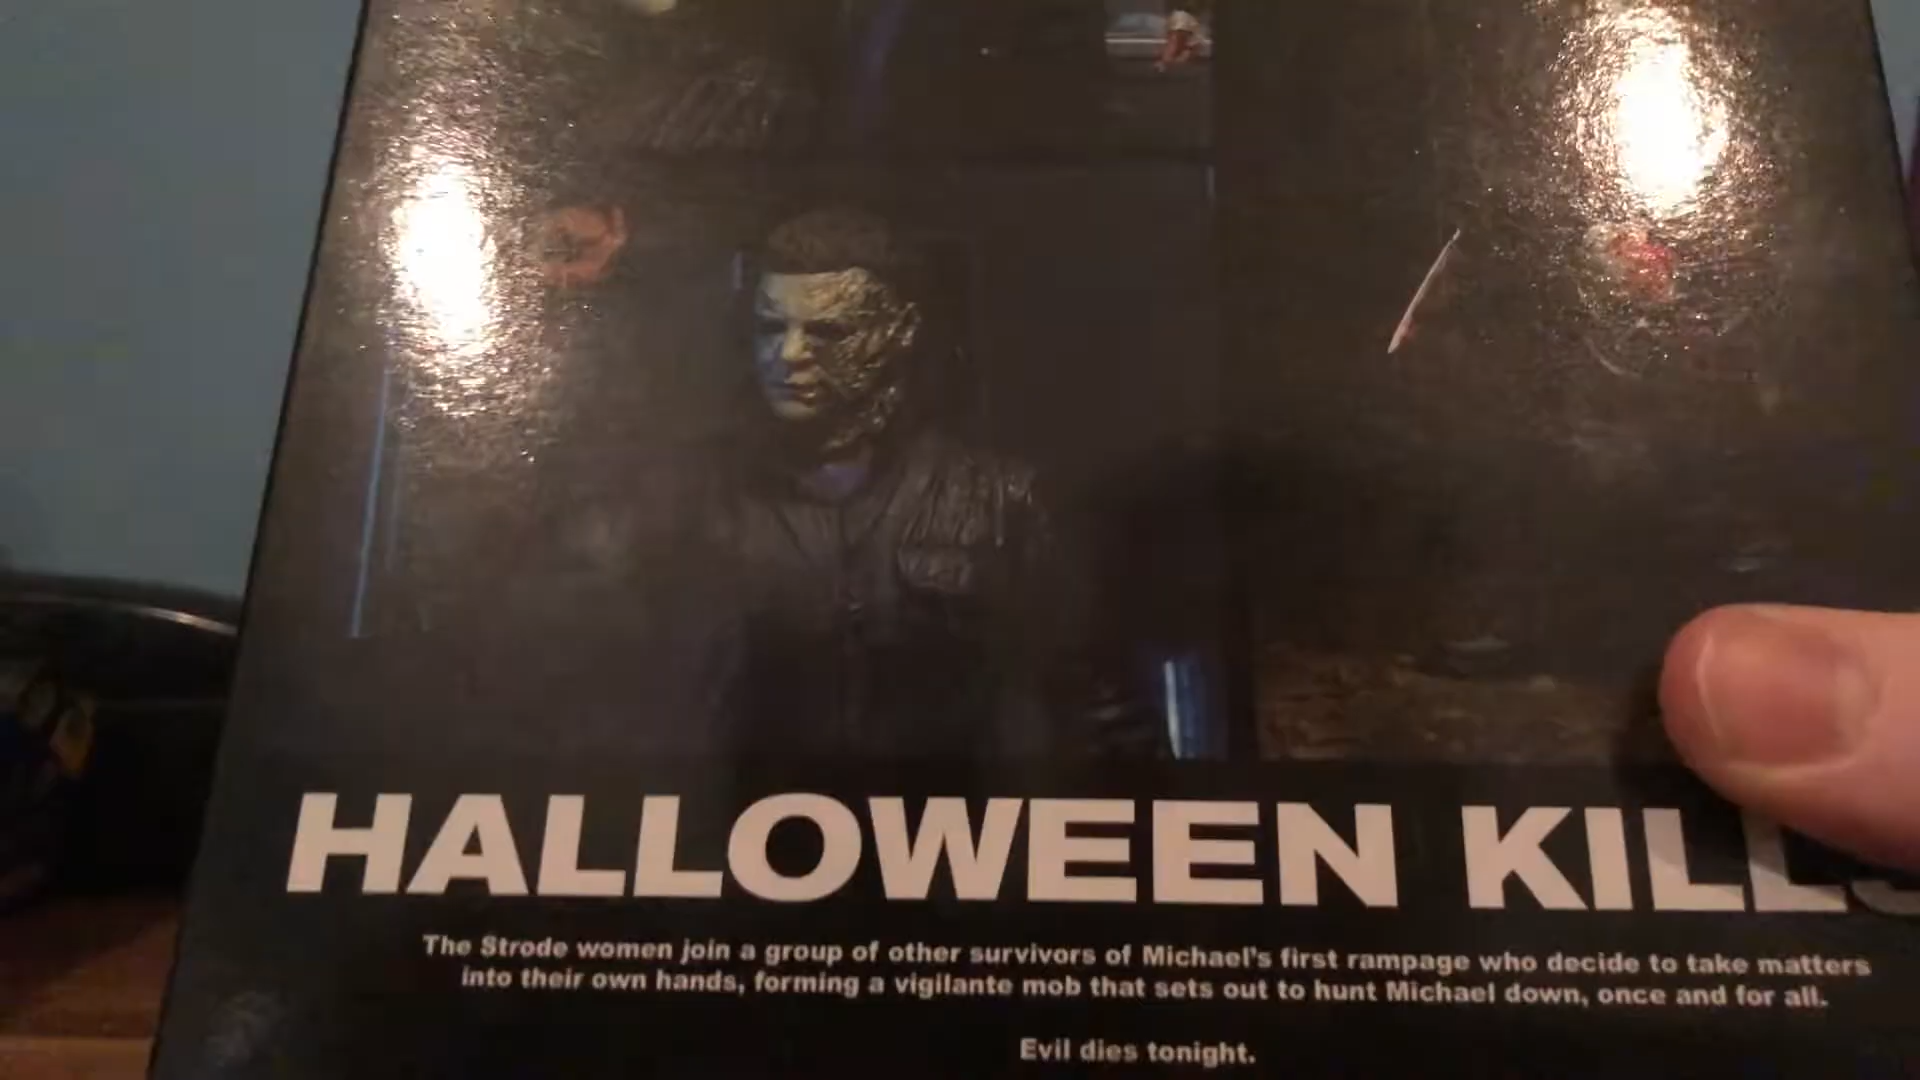 HALLOWEEN KILLS
The Strode women join a group of other survivors of Michael's first rampage who decide to take matters
into their own hands, forming a vigilante mob that sets out to hunt Michael down, once and for all.
Evil dies tonight.